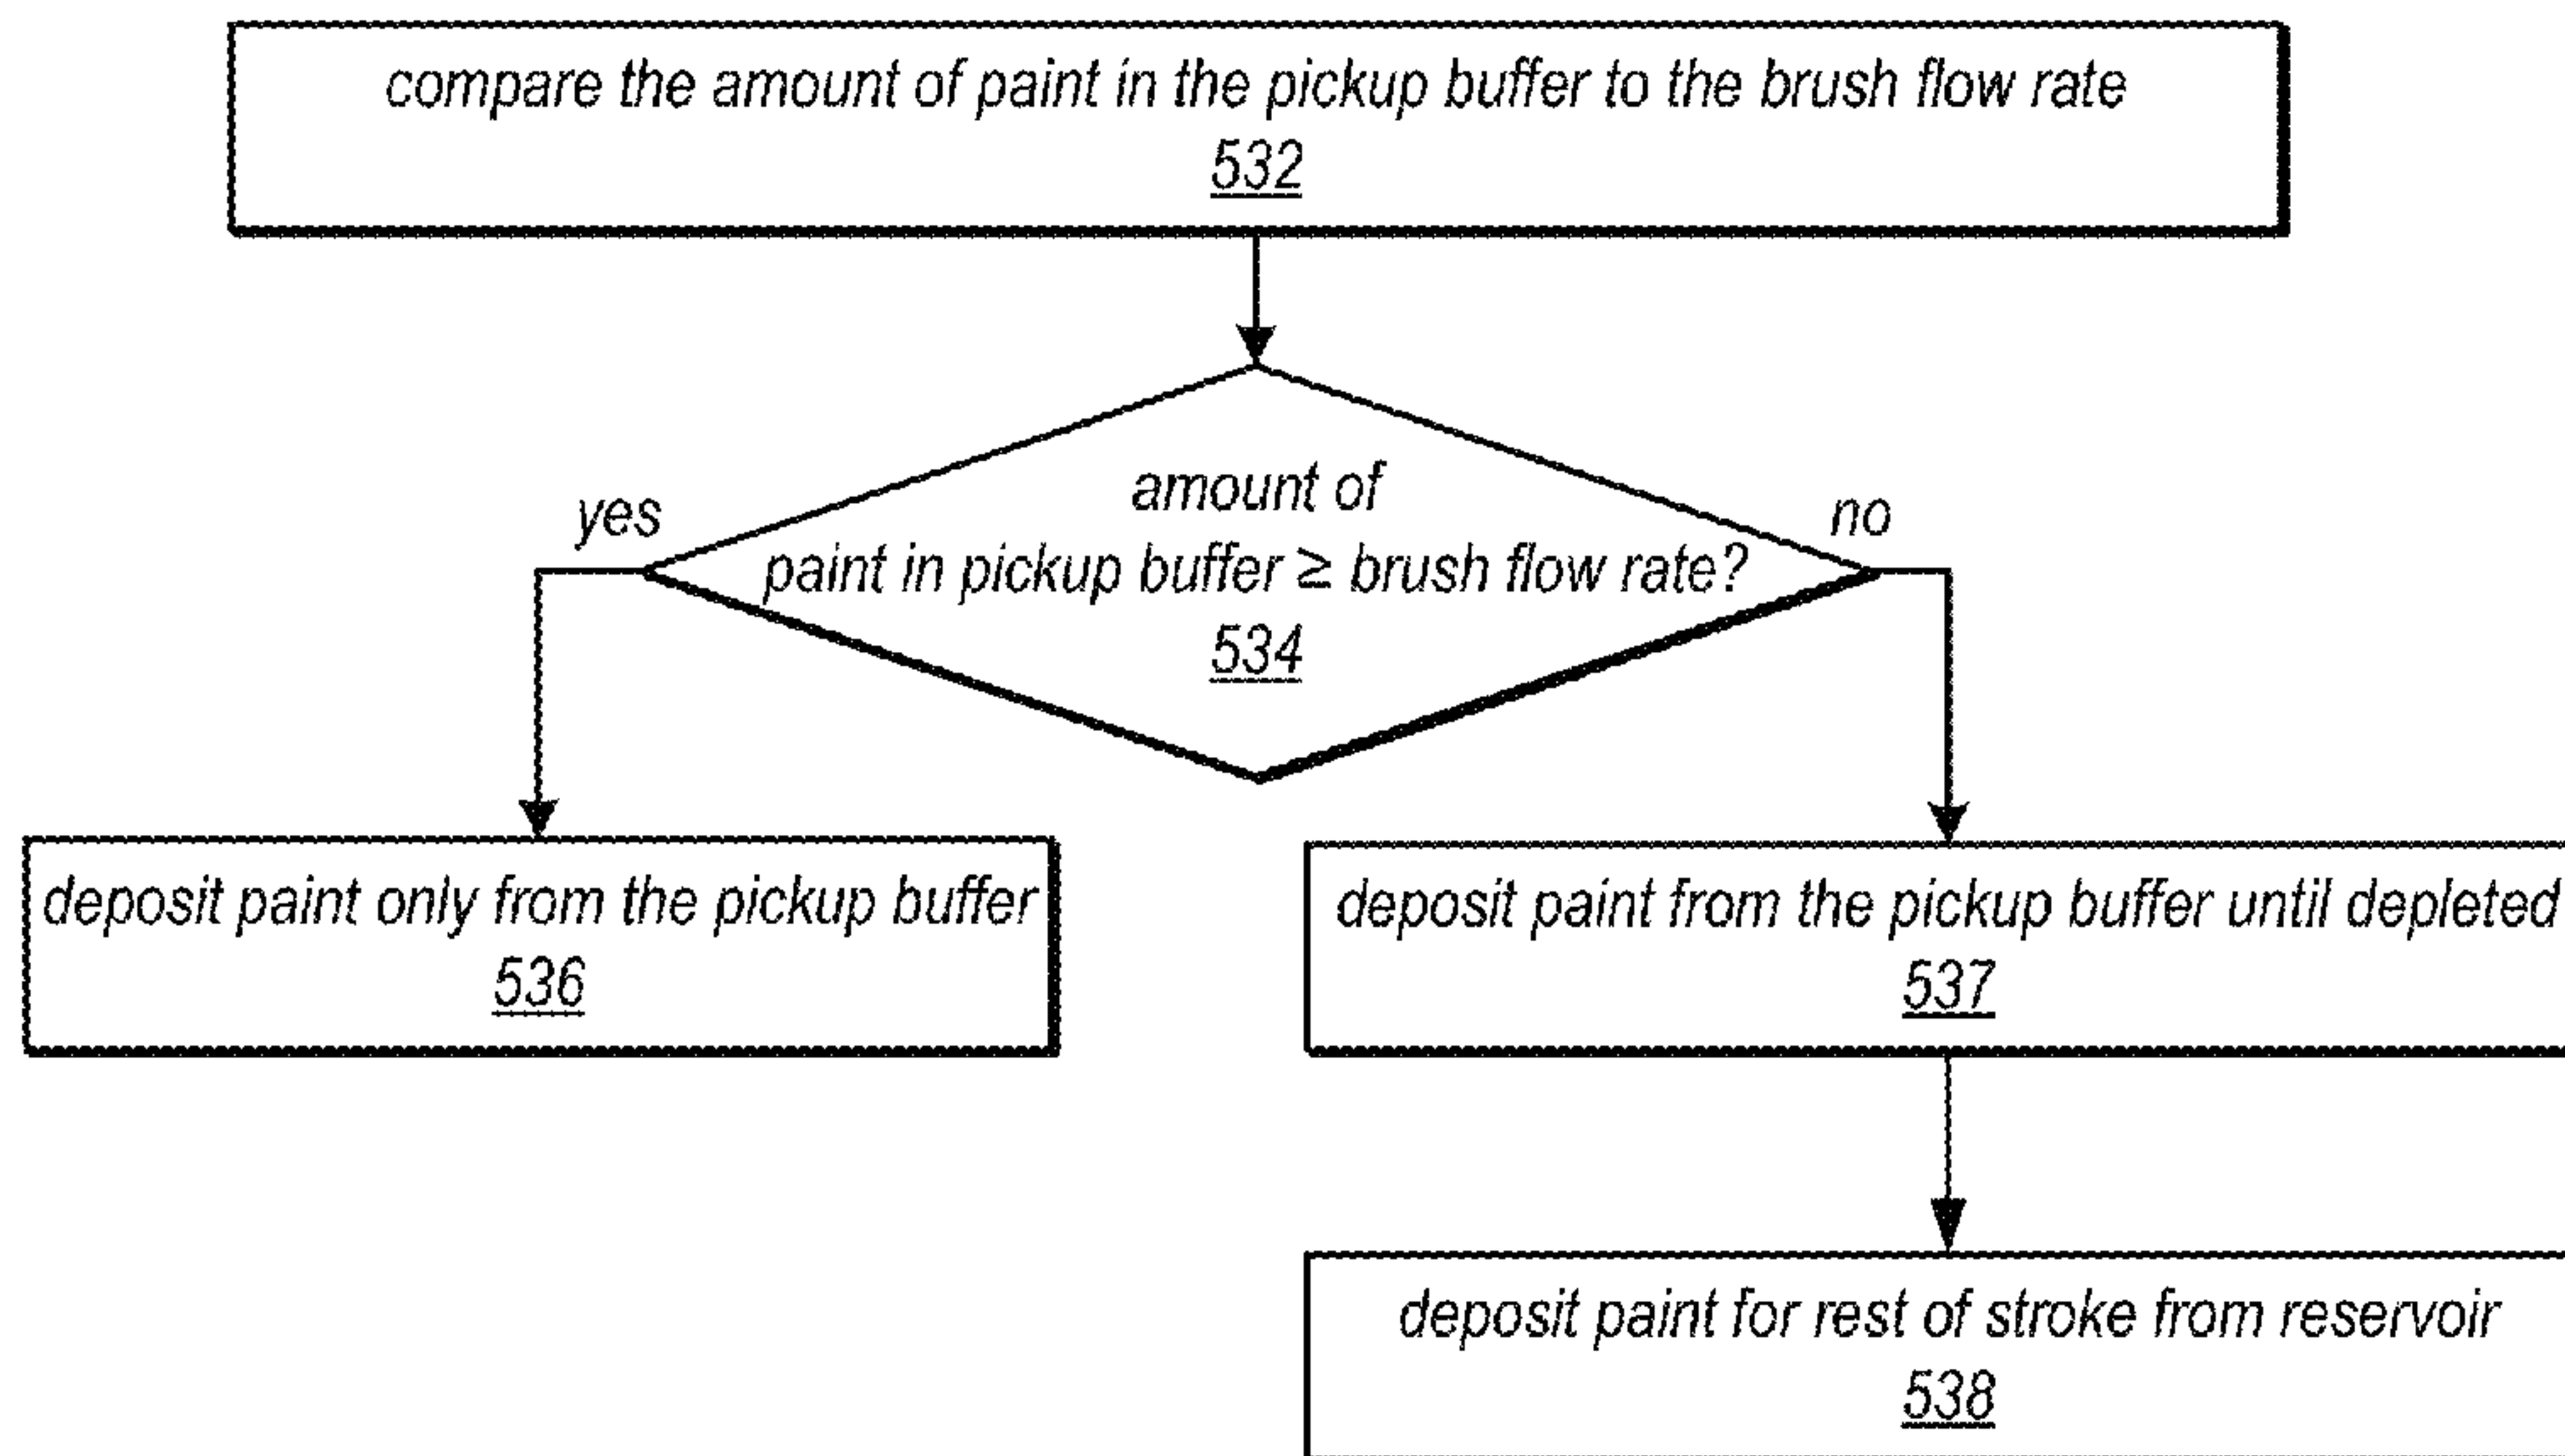 compare the amount of paint in the pickup buffer to the brush flow rate
532
amount of
paint in pickup buffer ≥ brush flow rate?
534
yes
no
deposit paint only from the pickup buffer
536
deposit paint from the pickup buffer until depleted
537
deposit paint for rest of stroke from reservoir
538